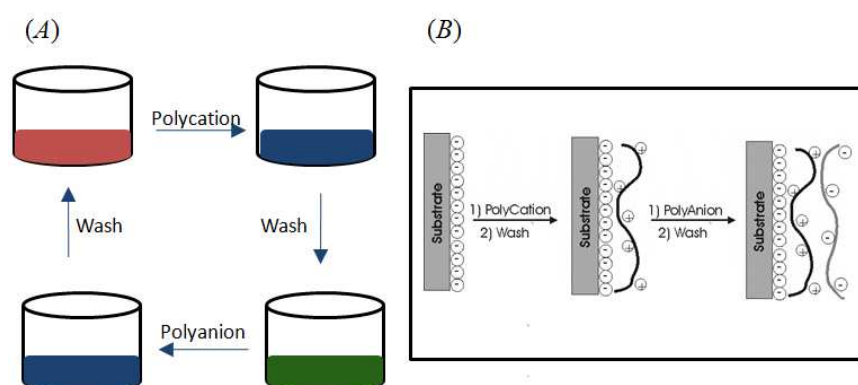 (A)
Polycation
Wash
Wash
Polyanion
(B)
Substrate
1) PolyCation
2) Wash
Substrate
1) PolyAnion
2) Wash
Substrate